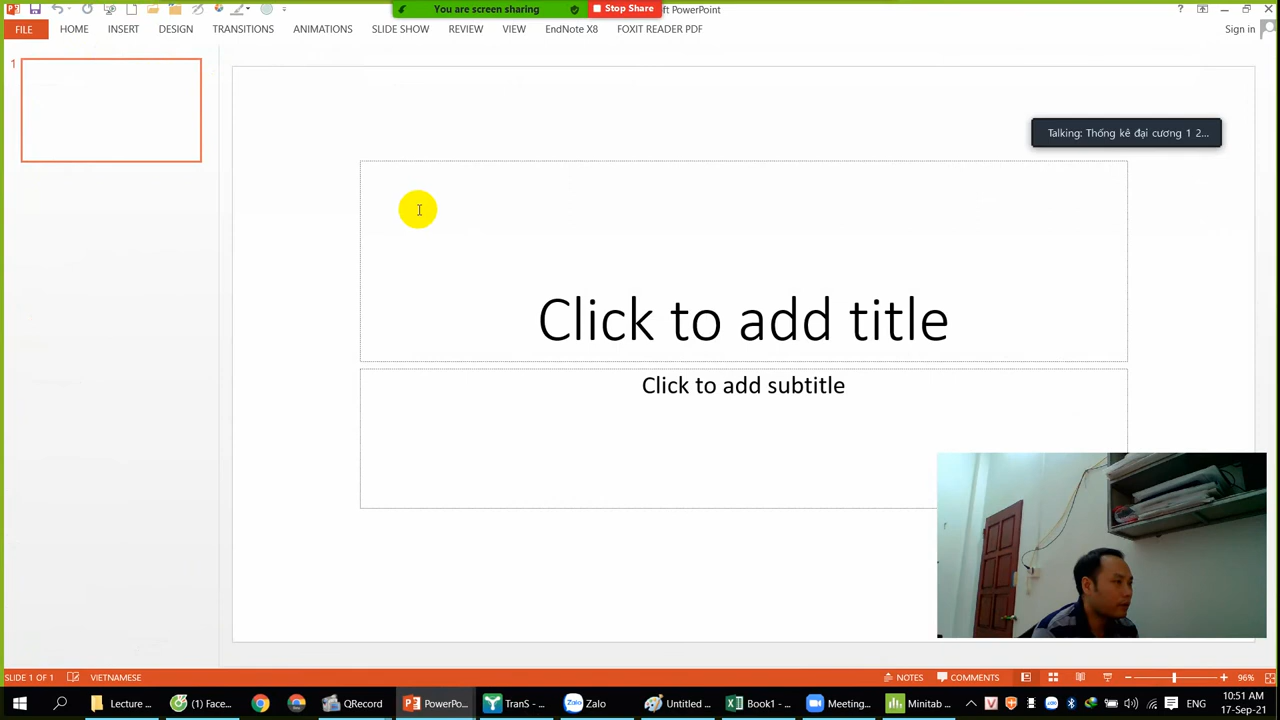 You are screen sharing
Stop Share
ft PowerPoint
?
FILE
HOME
INSERT
DESIGN
TRANSITIONS
ANIMATIONS
SLIDE SHOW
REVIEW
VIEW
EndNote X8
FOXIT READER PDF
Sign in
1
Talking: Thống kê đại cương 1 2...
Click to add title
Click to add subtitle
SLIDE 1 OF 1
VIETNAMESE
NOTES
COMMENTS
96%
Lecture ...
(1) Face...
QRecord
PowerPo...
TranS - ...
Zalo
Untitled ...
Book1 - ...
Meeting...
Minitab ...
ENG
10:51 AM
17-Sep-21